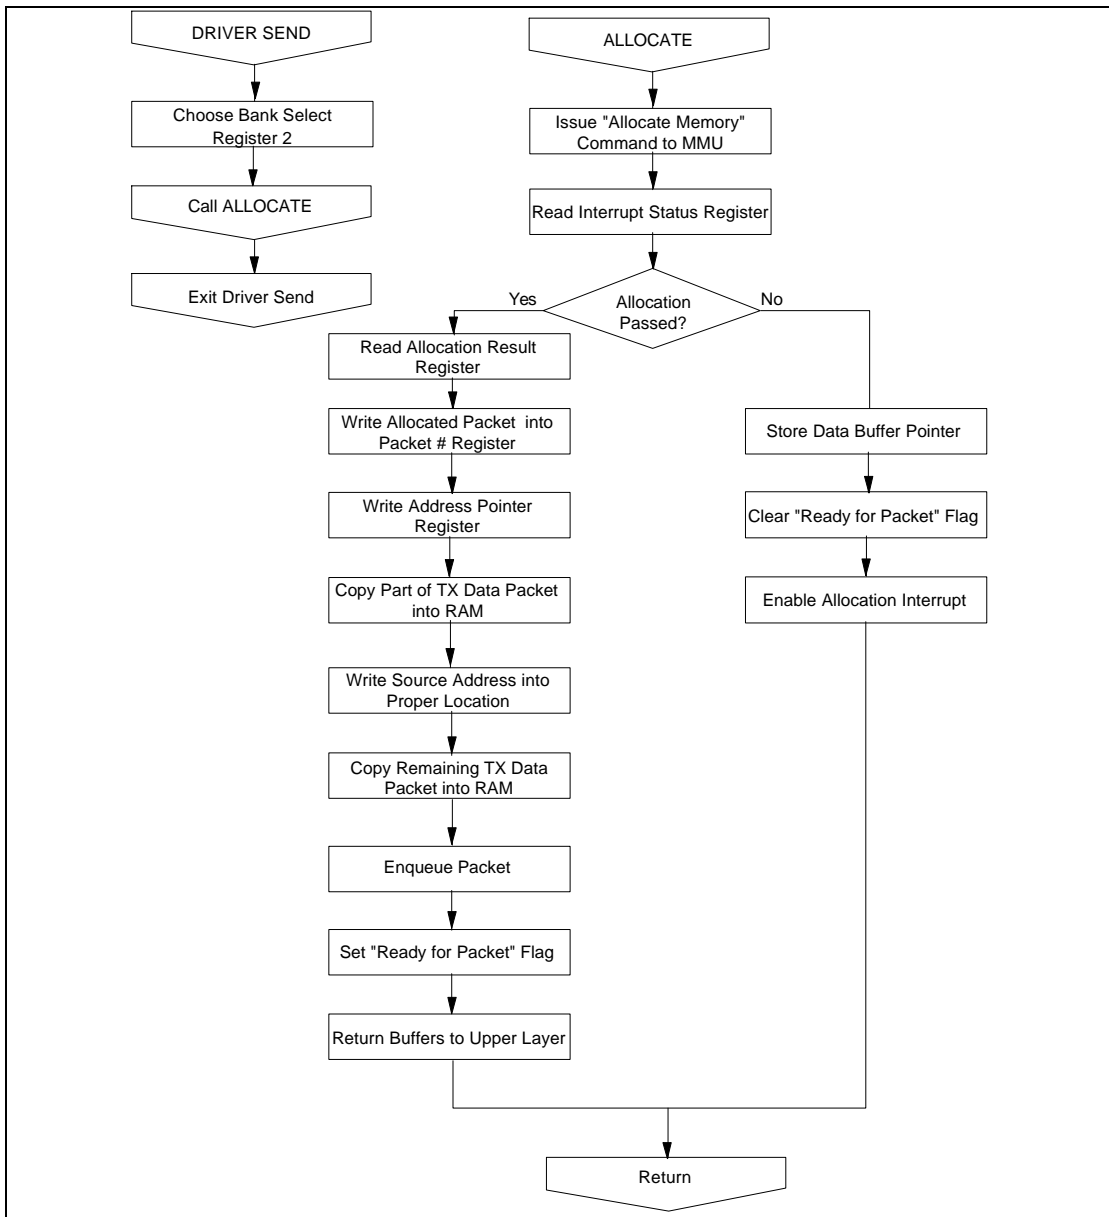 DRIVER SEND
Choose Bank Select
Register 2
Call ALLOCATE
Exit Driver Send
ALLOCATE
Issue "Allocate Memory"
Command to MMU
Read Interrupt Status Register
Allocation
Passed?
Yes
No
Read Allocation Result
Register
Write Allocated Packet into
Packet # Register
Write Address Pointer
Register
Copy Part of TX Data Packet
into RAM
Write Source Address into
Proper Location
Copy Remaining TX Data
Packet into RAM
Enqueue Packet
Set "Ready for Packet" Flag
Return Buffers to Upper Layer
Store Data Buffer Pointer
Clear "Ready for Packet" Flag
Enable Allocation Interrupt
Return